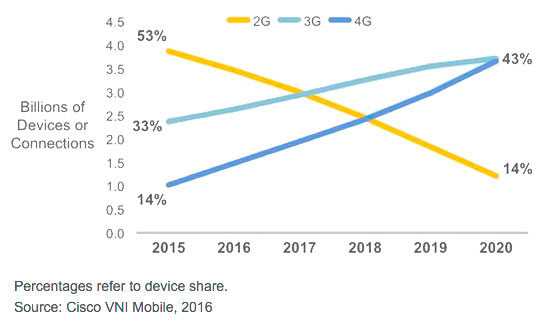 2G 3G 4G
4.5
4.0
3.5
3.0
2.5
2.0
1.5
1.0
0.5
0.0
Billions of
Devices or
Connections
53%
33%
14%
43%
14%
2015 2016 2017 2018 2019 2020
Percentages refer to device share.
Source: Cisco VNI Mobile, 2016